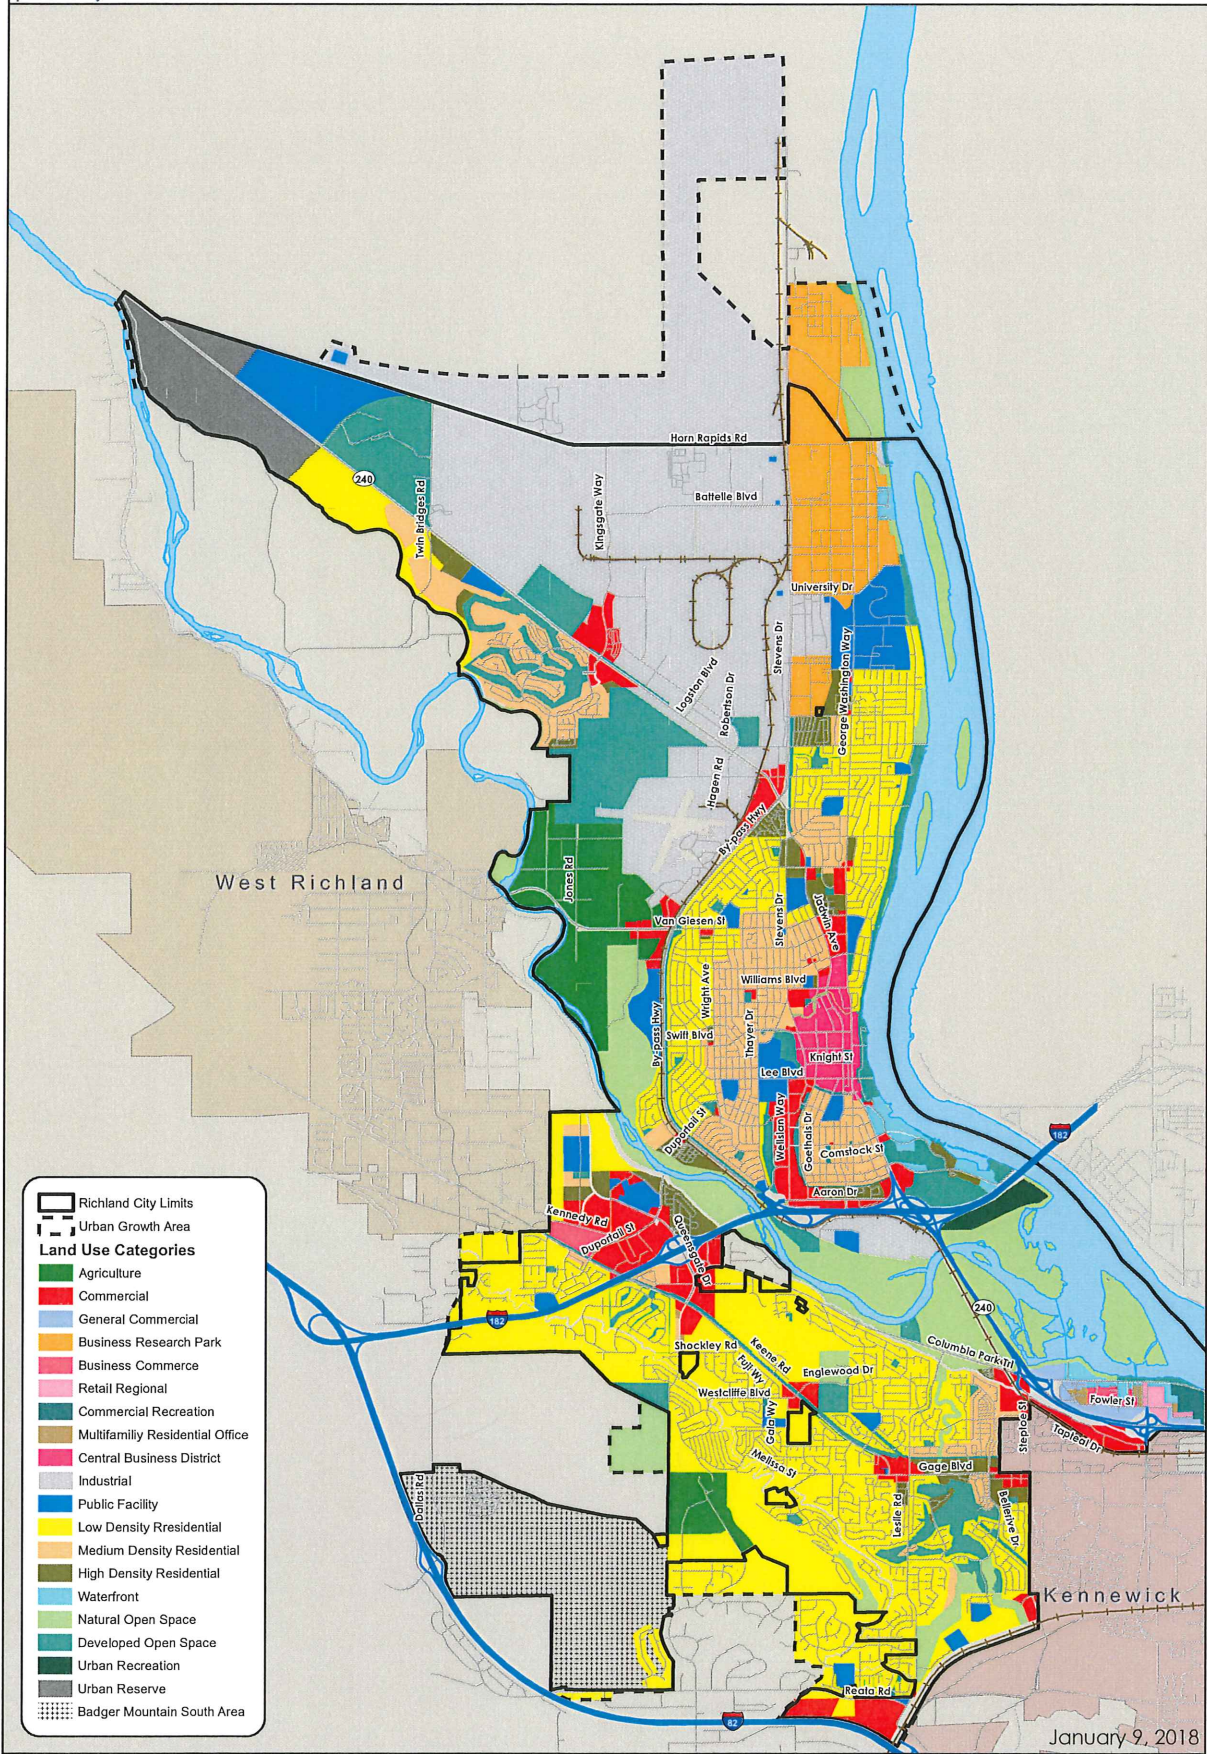 Horn Rapids Rd
240
Twin Bridges Rd
Kingsgate Way
Battelle Blvd
University Dr
Stevens Dr
George Washington Way
Logston Blvd
Robertson Dr
Hagen Rd
By-pass Hwy
West Richland
Jones Rd
Van Giesen St
Stevens Dr
Jadwin Ave
Williams Blvd
Wright Ave
Thayer Dr
By-pass Hwy
Swift Blvd
Knight St
Lee Blvd
Wellsian Way
Goethals Dr
Duportail St
Comstock St
182
Aaron Dr
Kennedy Rd
Duportail St
Queensgate Dr
182
240
Shockley Rd
Keene Rd
Fuji Wy
Columbia Park Trl
Englewood Dr
Westcliffe Blvd
Gala Wy
Fowler St
Steptoe St
Tapteal Dr
Melissa St
Gage Blvd
Leslie Rd
Bellerive Dr
Dallas Rd
Kennewick
Reata Rd
82
Richland City Limits
Urban Growth Area
Land Use Categories
Agriculture
Commercial
General Commercial
Business Research Park
Business Commerce
Retail Regional
Commercial Recreation
Multifamiliy Residential Office
Central Business District
Industrial
Public Facility
Low Density Rresidential
Medium Density Residential
High Density Residential
Waterfront
Natural Open Space
Developed Open Space
Urban Recreation
Urban Reserve
Badger Mountain South Area
January 9, 2018